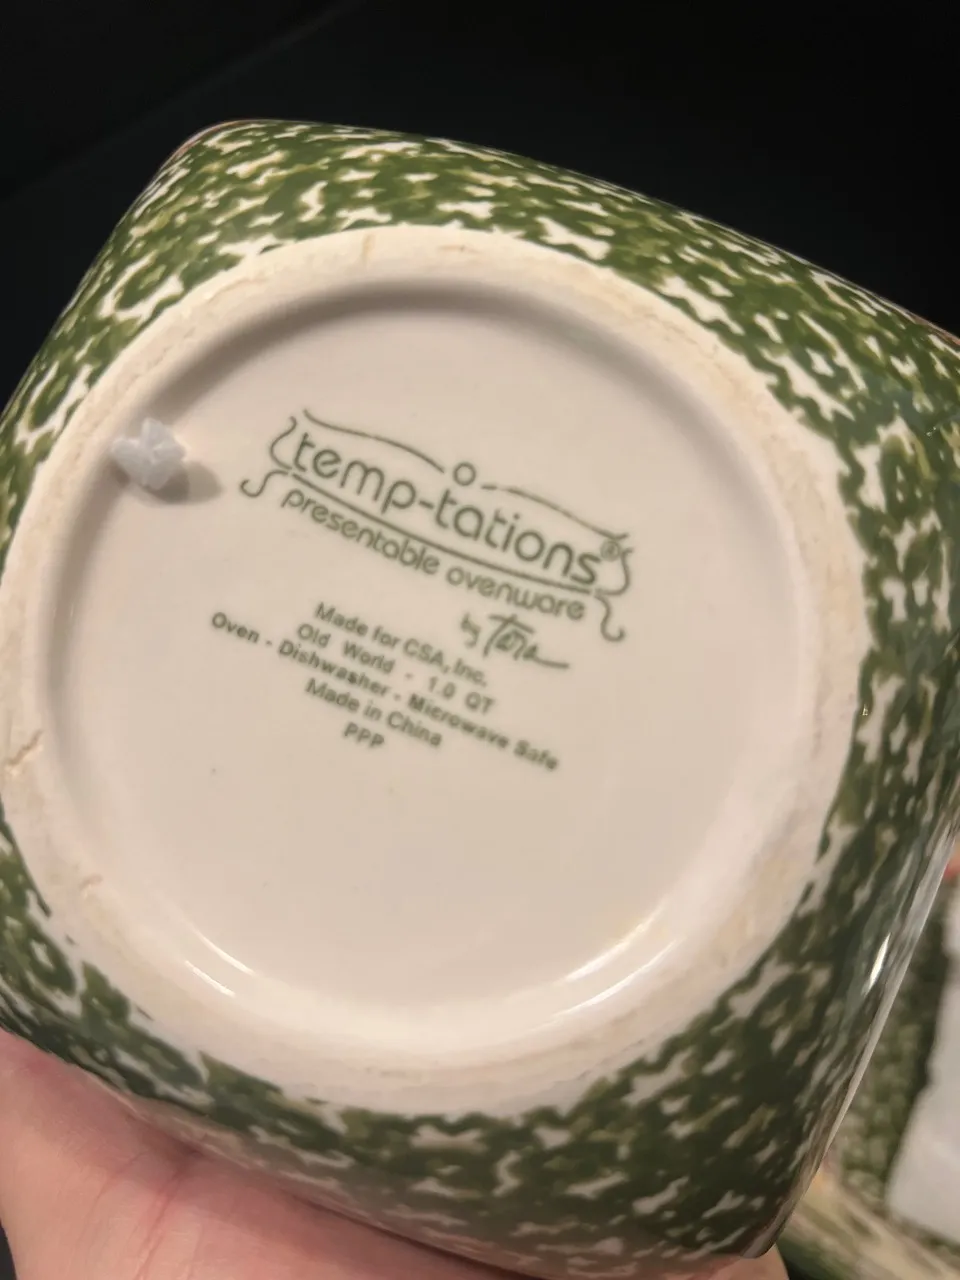 temp-tations®
presentable ovenware
by Tara
Made for CSA, Inc.
Old World - 1.0 QT
Oven - Dishwasher - Microwave Safe
Made in China
PPP